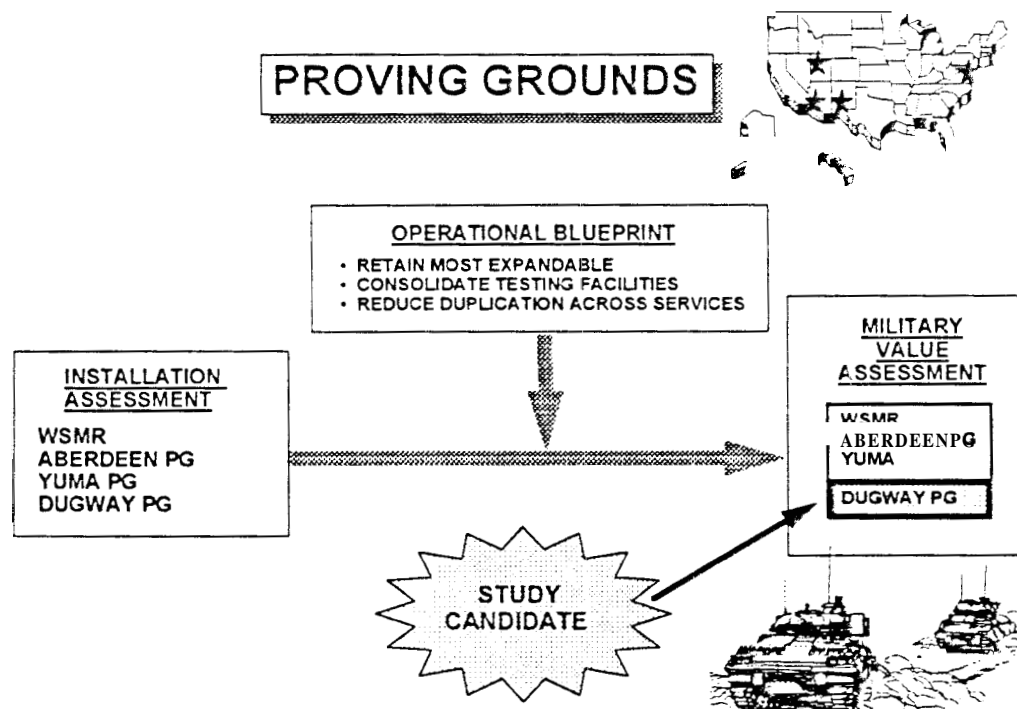 PROVING GROUNDS
OPERATIONAL BLUEPRINT
• RETAIN MOST EXPANDABLE
• CONSOLIDATE TESTING FACILITIES
• REDUCE DUPLICATION ACROSS SERVICES
INSTALLATION
ASSESSMENT
WSMR
ABERDEEN PG
YUMA PG
DUGWAY PG
MILITARY
VALUE
ASSESSMENT
WSMR
ABERDEENPG
YUMA
DUGWAY PG
STUDY
CANDIDATE